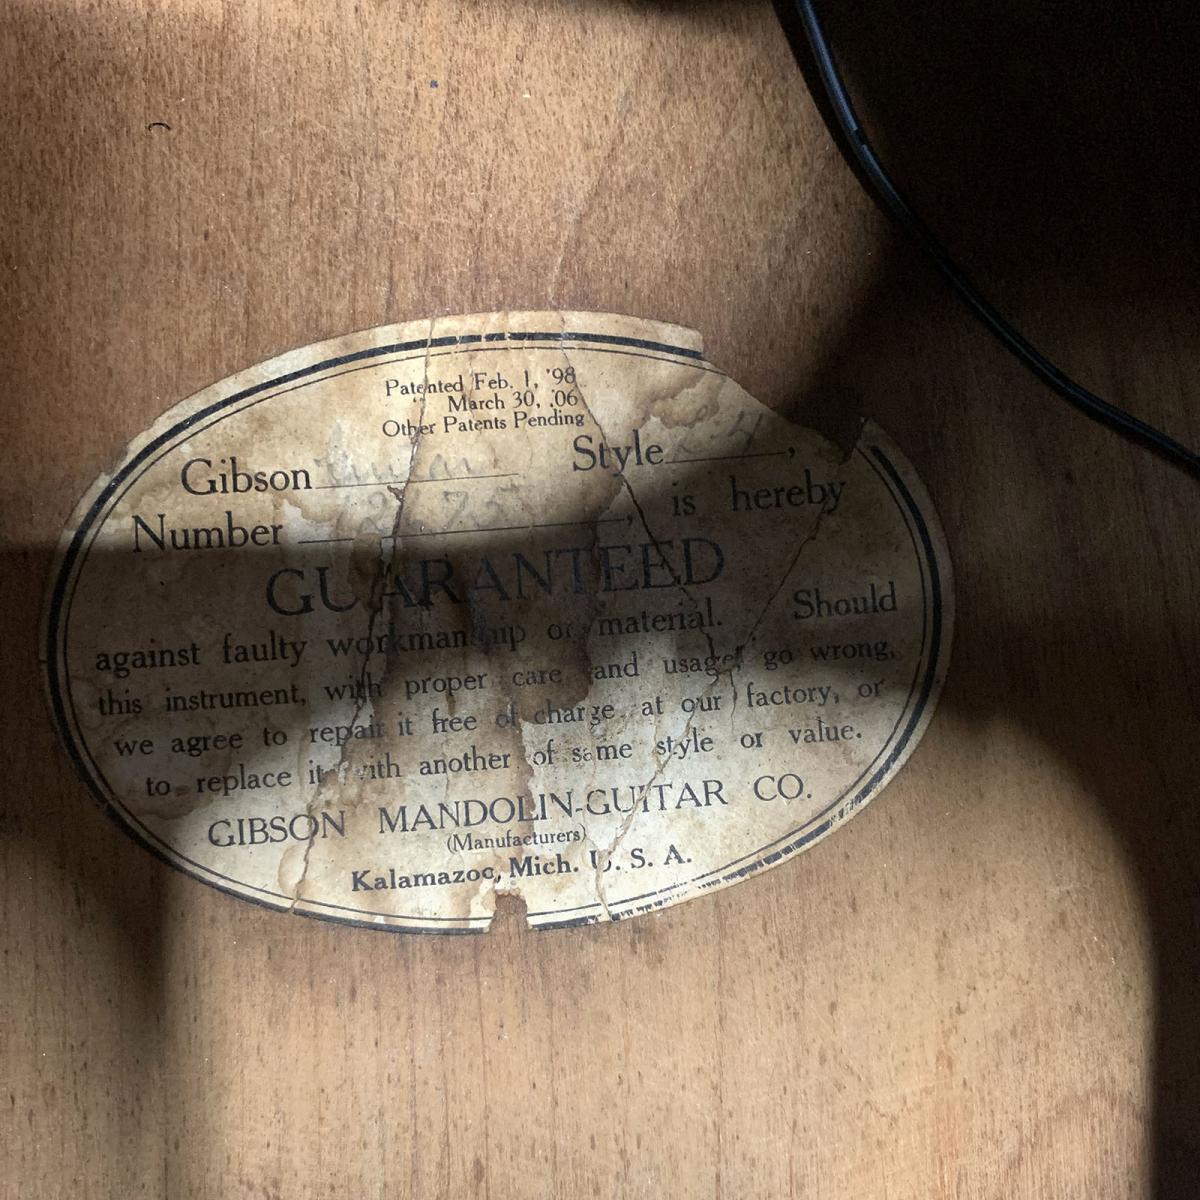 Patented Feb. 1, '98
" March 30, '06
Other Patents Pending
Gibson Style ,
Number , is hereby
GUARANTEED
against faulty workmanship or material. Should
this instrument, with proper care and usage, go wrong,
we agree to repair it free of charge at our factory, or
to replace it with another of same style or value.
GIBSON MANDOLIN-GUITAR CO.
(Manufacturers)
Kalamazoo, Mich. U. S. A.